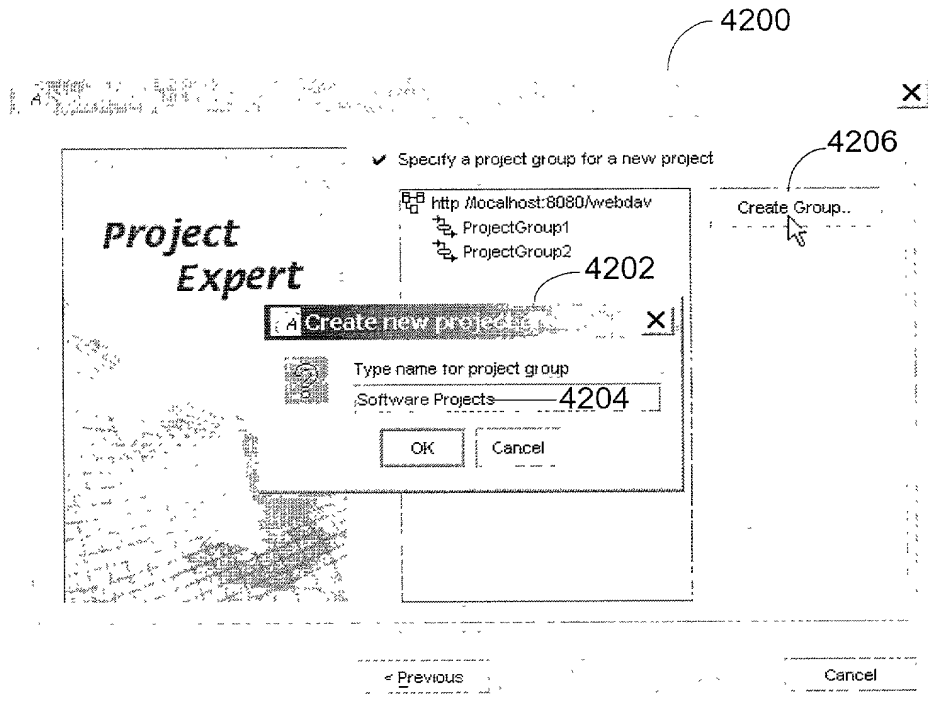 4200
4206
✔ Specify a project group for a new project
http //localhost:8080/webdav
Create Group..
ProjectGroup1
ProjectGroup2
Project
Expert
4202
A Create new project
Type name for project group
Software Projects 4204
OK Cancel
< Previous Cancel